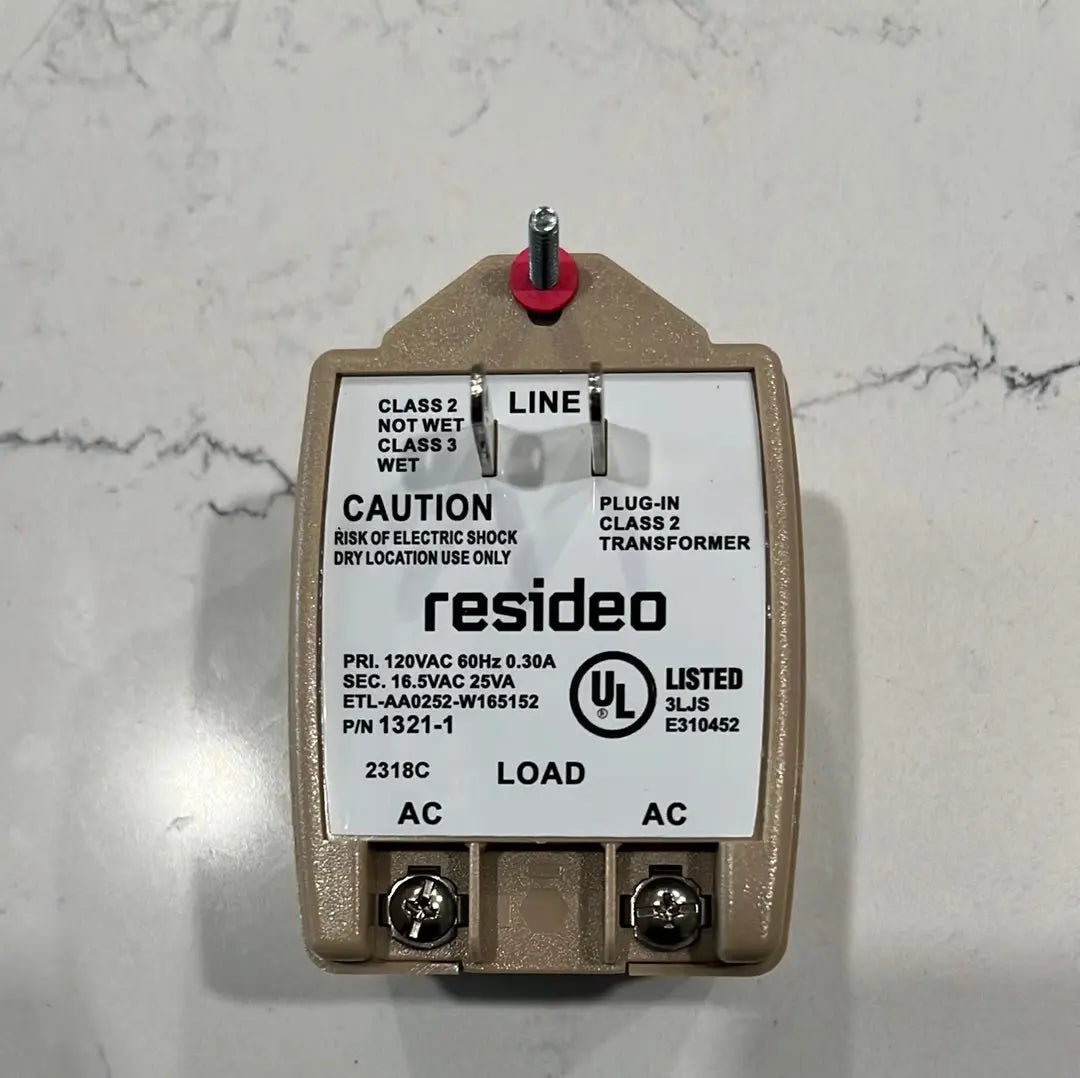 LINE
CLASS 2
NOT WET
CLASS 3
WET
CAUTION
RISK OF ELECTRIC SHOCK
DRY LOCATION USE ONLY
PLUG-IN
CLASS 2
TRANSFORMER
resideo
PRI. 120VAC 60Hz 0.30A
SEC. 16.5VAC 25VA
ETL-AA0252-W165152
P/N 1321-1
UL ®
LISTED
3LJS
E310452
2318C
LOAD
AC
AC